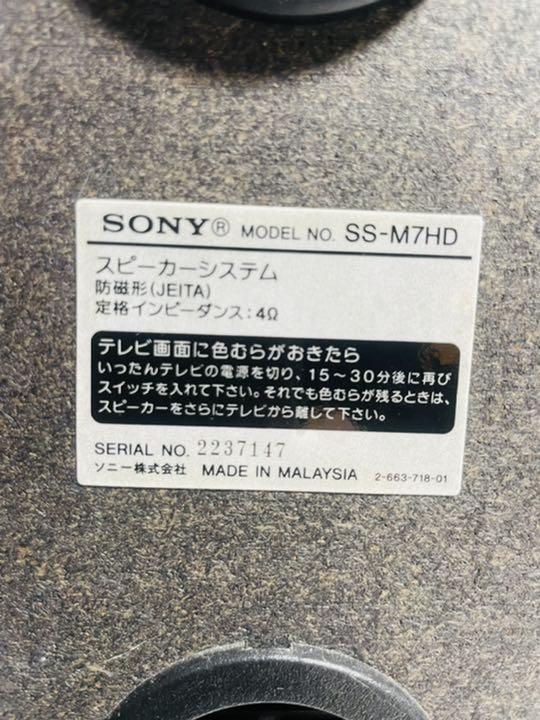 SONY® MODEL NO. SS-M7HD
スピーカーシステム
防磁形(JEITA)
定格インピーダンス:4Ω
テレビ画面に色むらがおきたら
いったんテレビの電源を切り、15〜30分後に再び
スイッチを入れて下さい。それでも色むらが残るときは、
スピーカーをさらにテレビから離して下さい。
SERIAL NO. 2237147
ソニー株式会社 MADE IN MALAYSIA 2-663-718-01